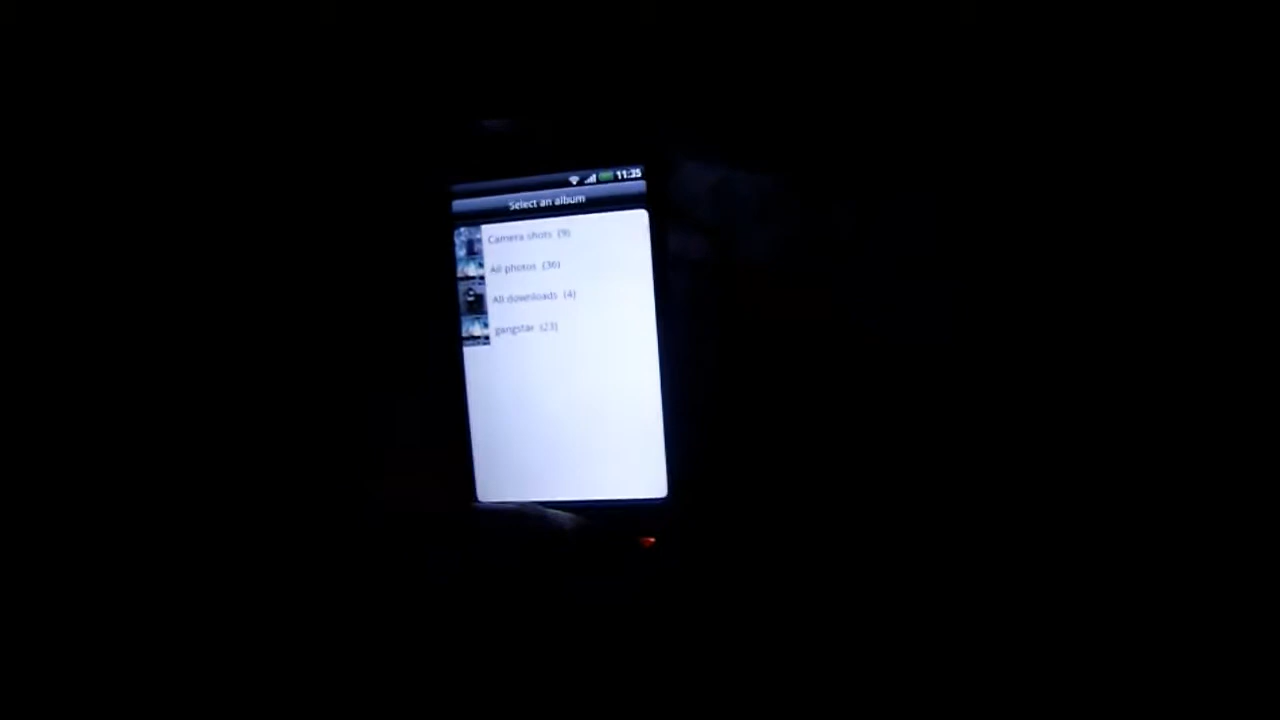 11:35
Select an album
Camera shots (9)
All photos (36)
All downloads (4)
gangstar (23)